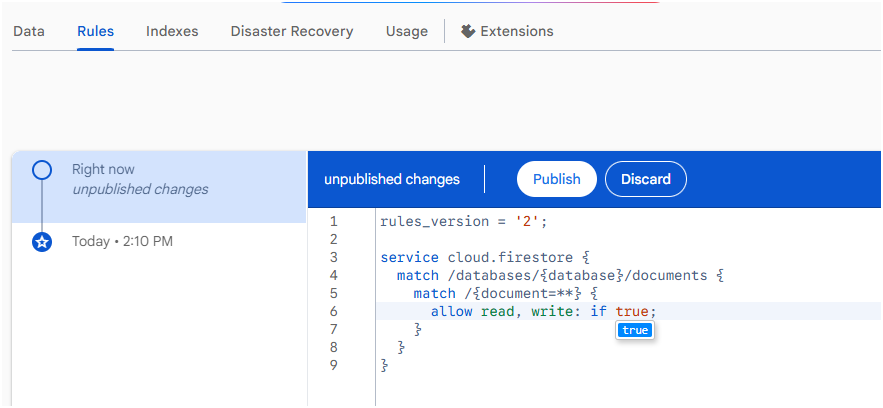 Data Rules Indexes Disaster Recovery Usage Extensions
Right now
unpublished changes
Today • 2:10 PM
unpublished changes Publish Discard
1 rules_version = '2';
2
3 service cloud.firestore {
4   match /databases/{database}/documents {
5     match /{document=**} {
6       allow read, write: if true;
true
7     }
8   }
9 }